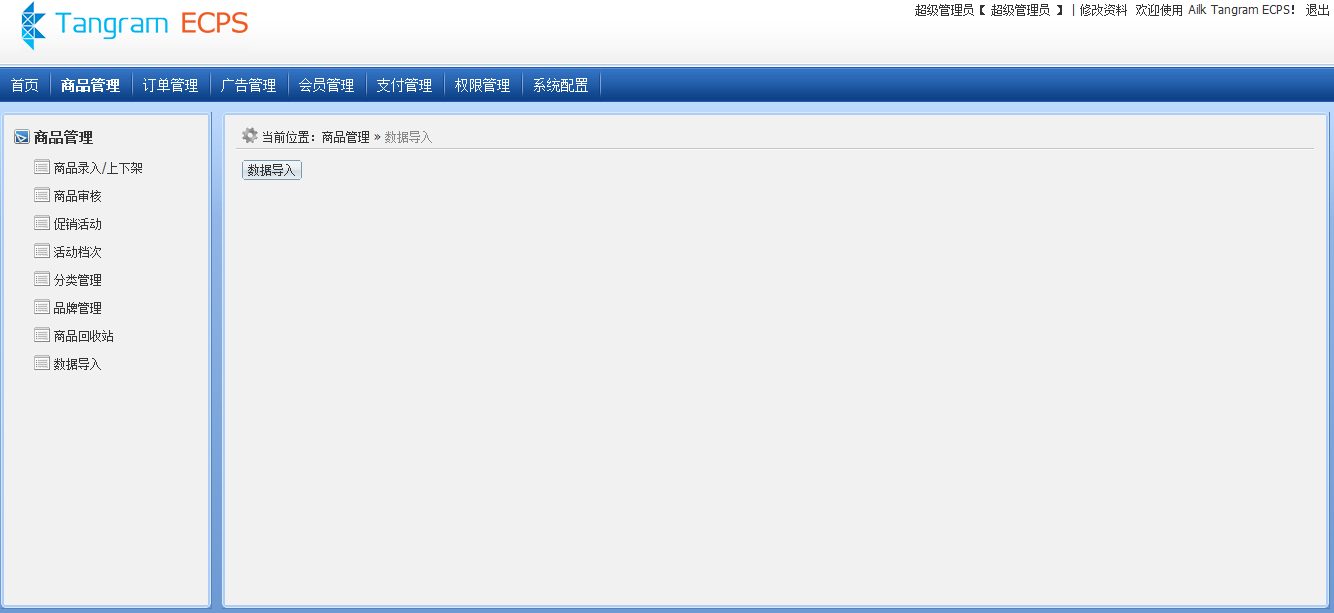 Tangram ECPS
超级管理员【 超级管理员 】 | 修改资料 欢迎使用 Ailk Tangram ECPS! 退出
首页 商品管理 订单管理 广告管理 会员管理 支付管理 权限管理 系统配置
商品管理
商品录入/上下架
商品审核
促销活动
活动档次
分类管理
品牌管理
商品回收站
数据导入
当前位置：商品管理 » 数据导入
数据导入